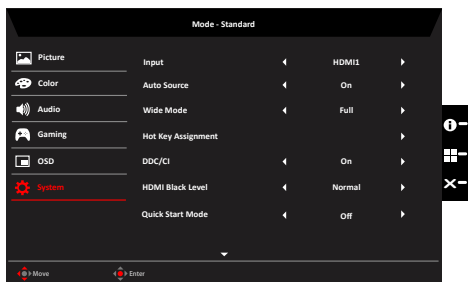 Mode - Standard
Picture
Color
Audio
Gaming
OSD
System
Input HDMI1
Auto Source On
Wide Mode Full
Hot Key Assignment
DDC/CI On
HDMI Black Level Normal
Quick Start Mode Off
Move Enter